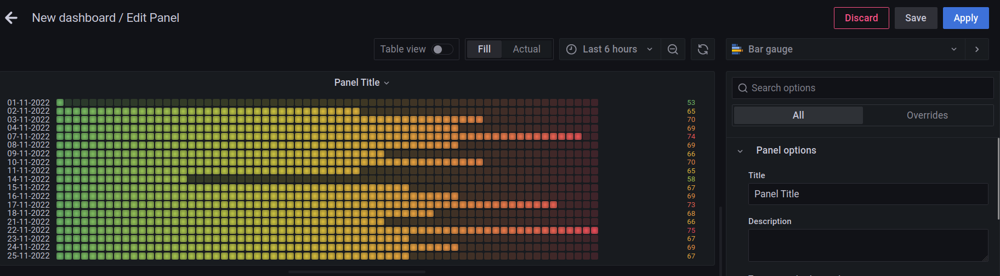 New dashboard / Edit Panel
Discard
Save
Apply
Table view
Fill
Actual
Last 6 hours
Bar gauge
Panel Title
01-11-2022 53
02-11-2022 65
03-11-2022 70
04-11-2022 69
07-11-2022 74
08-11-2022 69
09-11-2022 66
10-11-2022 70
11-11-2022 65
14-11-2022 58
15-11-2022 67
16-11-2022 69
17-11-2022 73
18-11-2022 68
21-11-2022 66
22-11-2022 75
23-11-2022 67
24-11-2022 69
25-11-2022 67
Search options
All
Overrides
Panel options
Title
Panel Title
Description